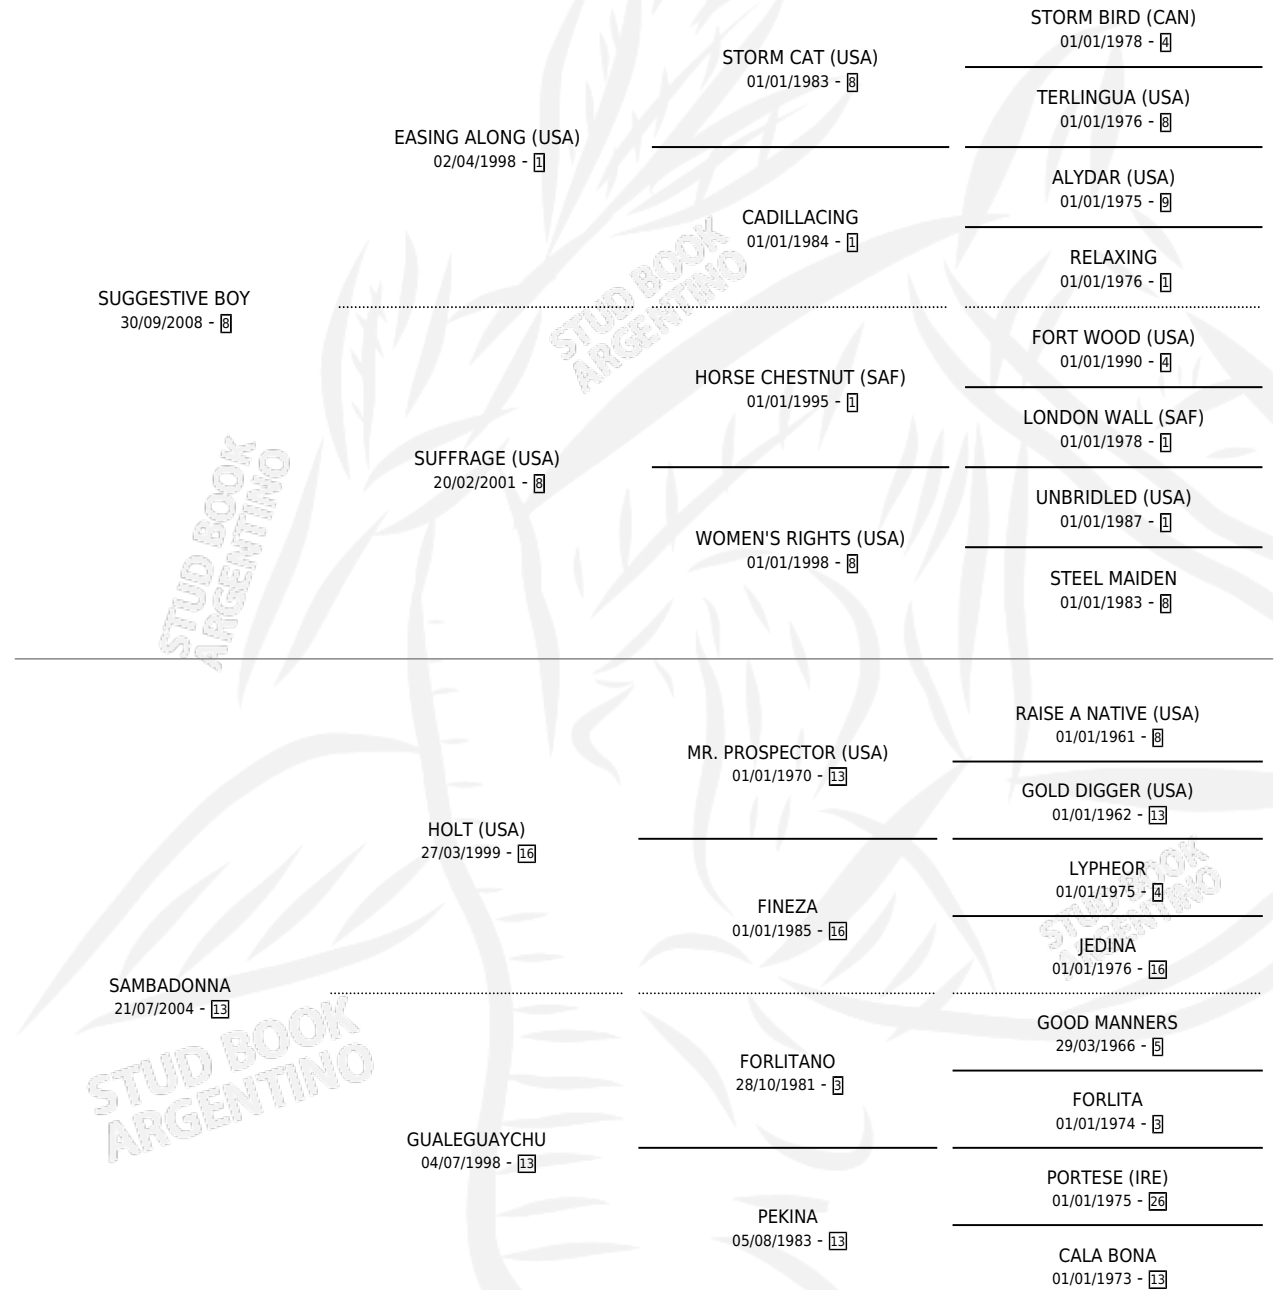 STORM BIRD (CAN)
01/01/1978 - 4
STORM CAT (USA)
01/01/1983 - 8
TERLINGUA (USA)
01/01/1976 - 8
EASING ALONG (USA)
02/04/1998 - 1
ALYDAR (USA)
01/01/1975 - 9
CADILLACING
01/01/1984 - 1
RELAXING
01/01/1976 - 1
SUGGESTIVE BOY
30/09/2008 - 8
FORT WOOD (USA)
01/01/1990 - 4
HORSE CHESTNUT (SAF)
01/01/1995 - 1
LONDON WALL (SAF)
01/01/1978 - 1
SUFFRAGE (USA)
20/02/2001 - 8
UNBRIDLED (USA)
01/01/1987 - 1
WOMEN'S RIGHTS (USA)
01/01/1998 - 8
STEEL MAIDEN
01/01/1983 - 8
STUD BOOK
ARGENTINO
STUD BOOK
ARGENTINO
RAISE A NATIVE (USA)
01/01/1961 - 8
MR. PROSPECTOR (USA)
01/01/1970 - 13
GOLD DIGGER (USA)
01/01/1962 - 13
HOLT (USA)
27/03/1999 - 16
LYPHEOR
01/01/1975 - 4
FINEZA
01/01/1985 - 16
JEDINA
01/01/1976 - 16
SAMBADONNA
21/07/2004 - 13
GOOD MANNERS
29/03/1966 - 5
FORLITANO
28/10/1981 - 3
FORLITA
01/01/1974 - 3
GUALEGUAYCHU
04/07/1998 - 13
PORTESE (IRE)
01/01/1975 - 26
PEKINA
05/08/1983 - 13
CALA BONA
01/01/1973 - 13
STUD BOOK
ARGENTINO
STUD BOOK
ARGENTINO